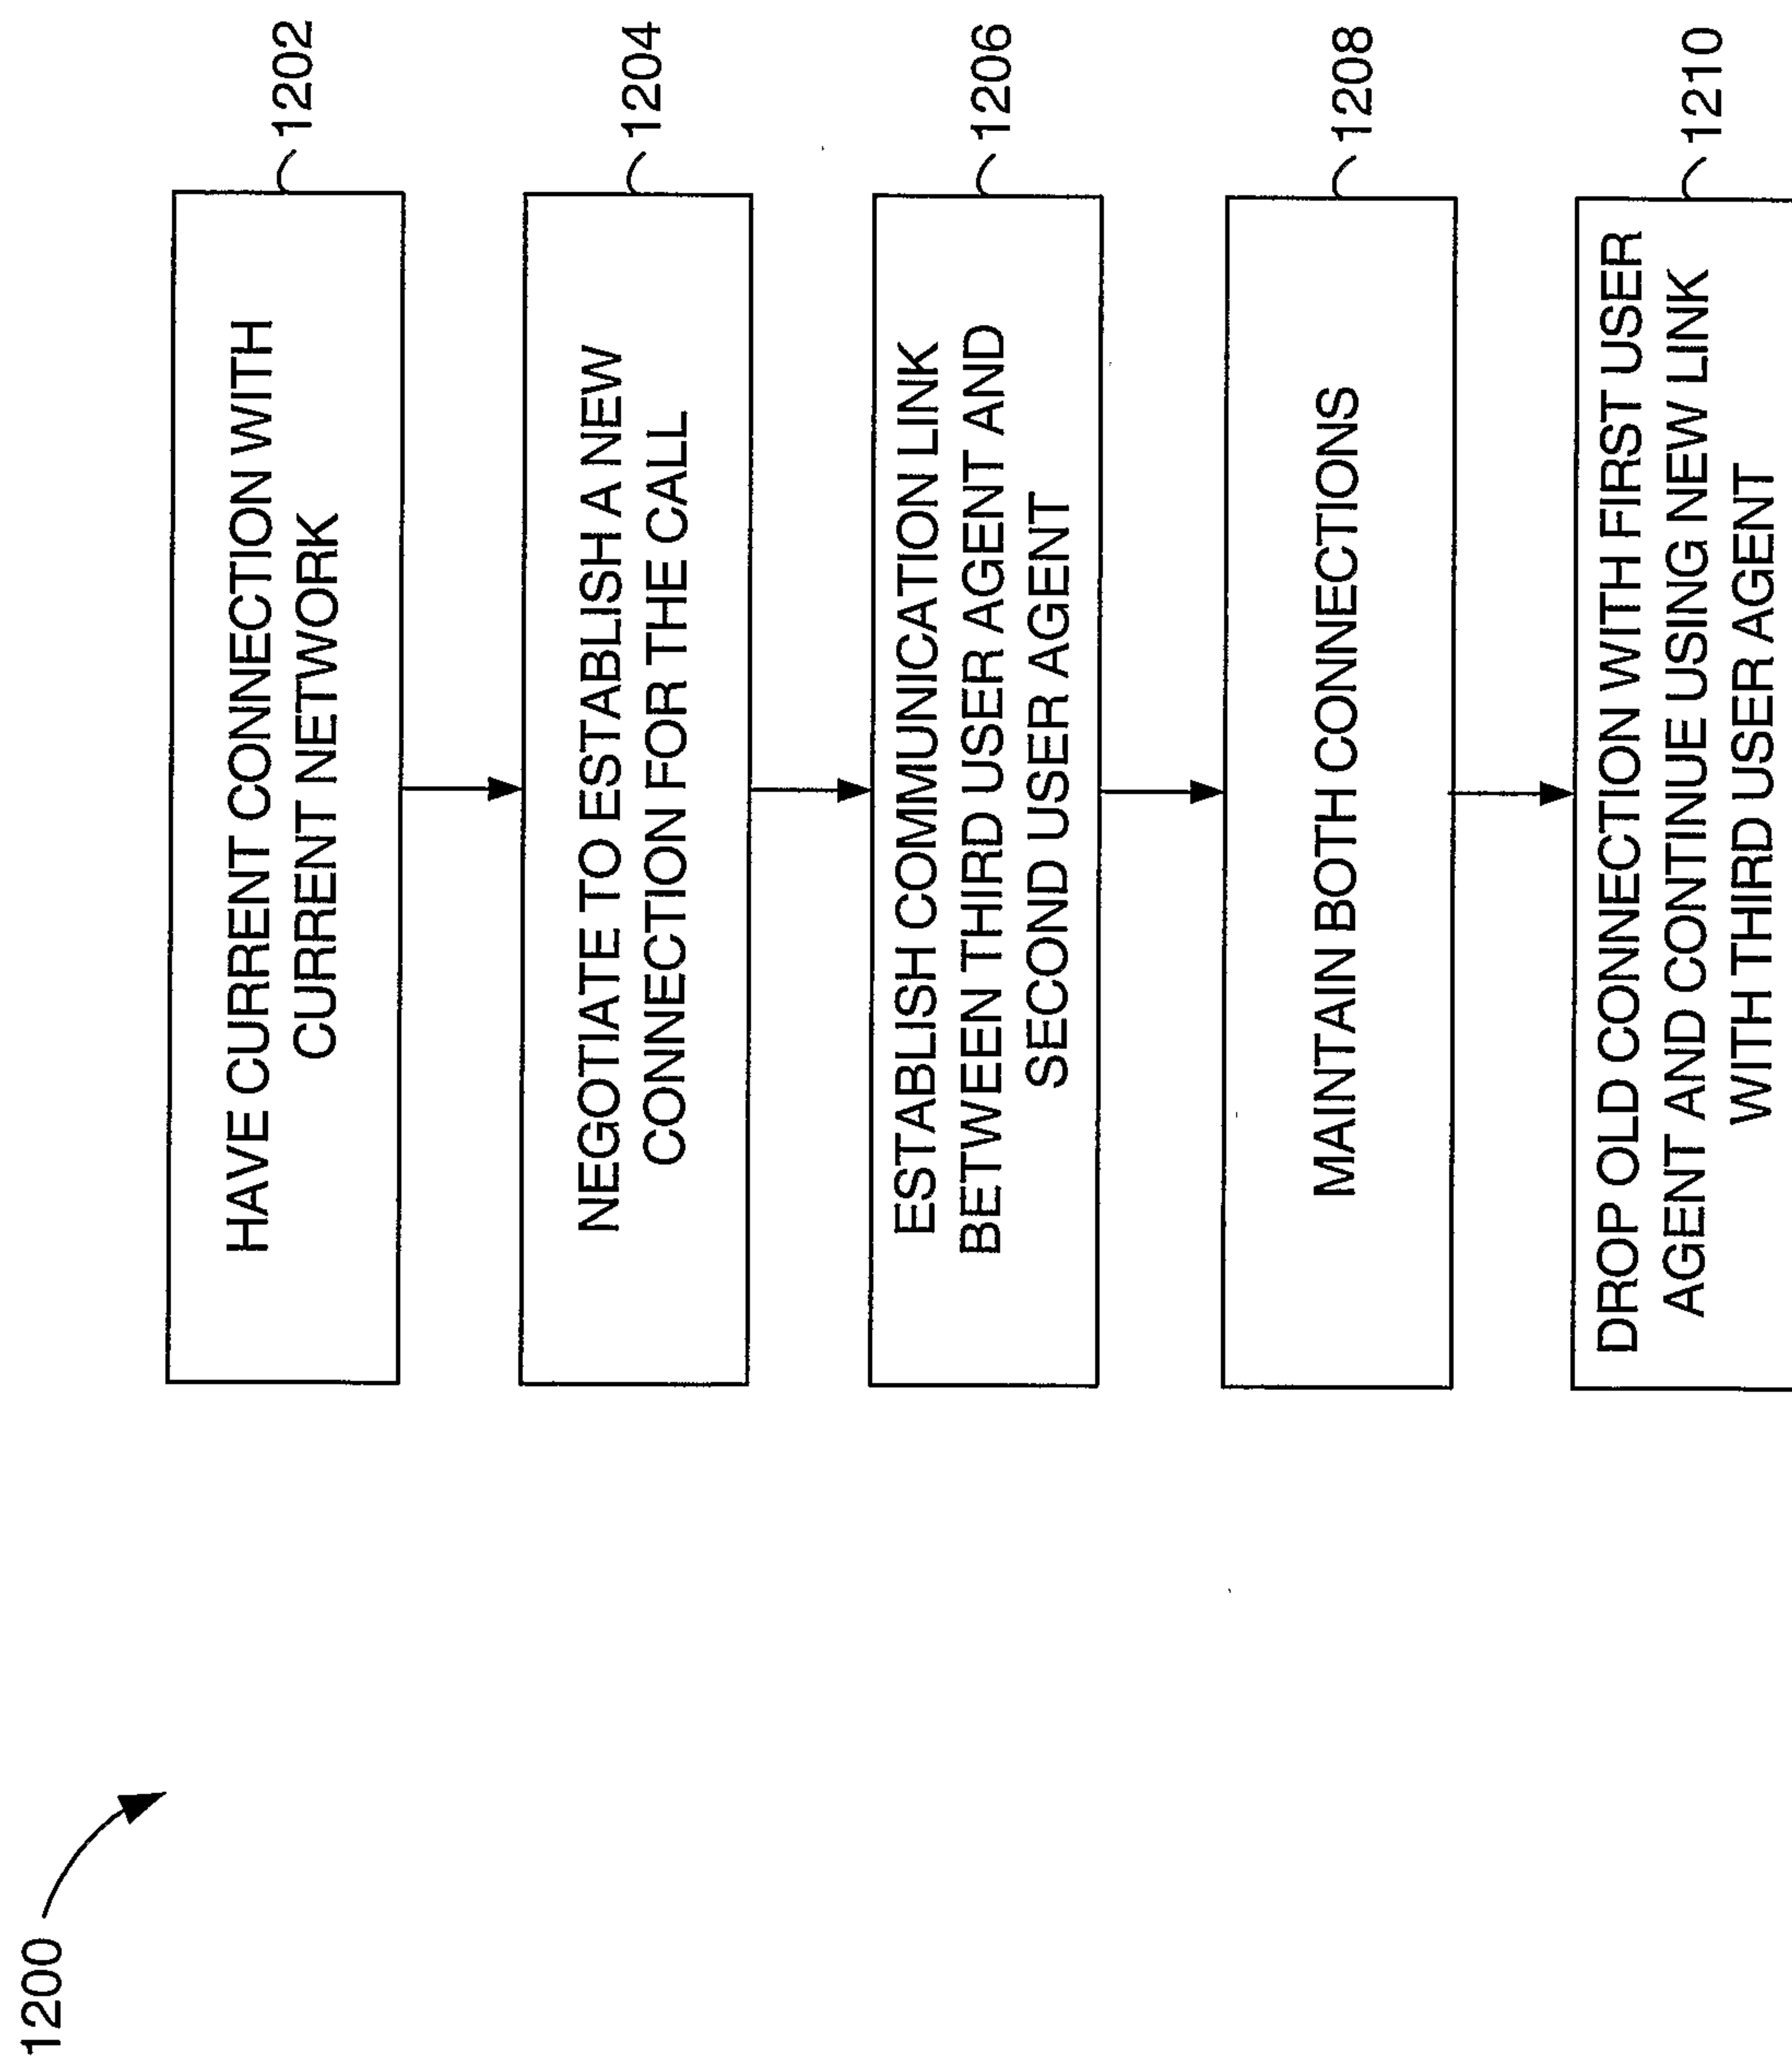 1200
HAVE CURRENT CONNECTION WITH
CURRENT NETWORK
1202
NEGOTIATE TO ESTABLISH A NEW
CONNECTION FOR THE CALL
1204
ESTABLISH COMMUNICATION LINK
BETWEEN THIRD USER AGENT AND
SECOND USER AGENT
1206
MAINTAIN BOTH CONNECTIONS
1208
DROP OLD CONNECTION WITH FIRST USER
AGENT AND CONTINUE USING NEW LINK
WITH THIRD USER AGENT
1210